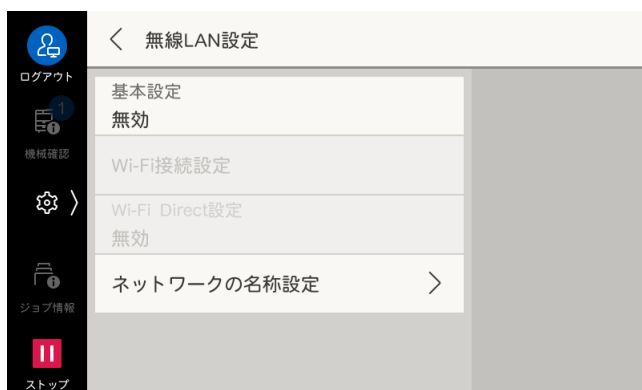 無線LAN設定
ログアウト
1
機械確認
ジョブ情報
ストップ
基本設定
無効
Wi-Fi接続設定
Wi-Fi Direct設定
無効
ネットワークの名称設定